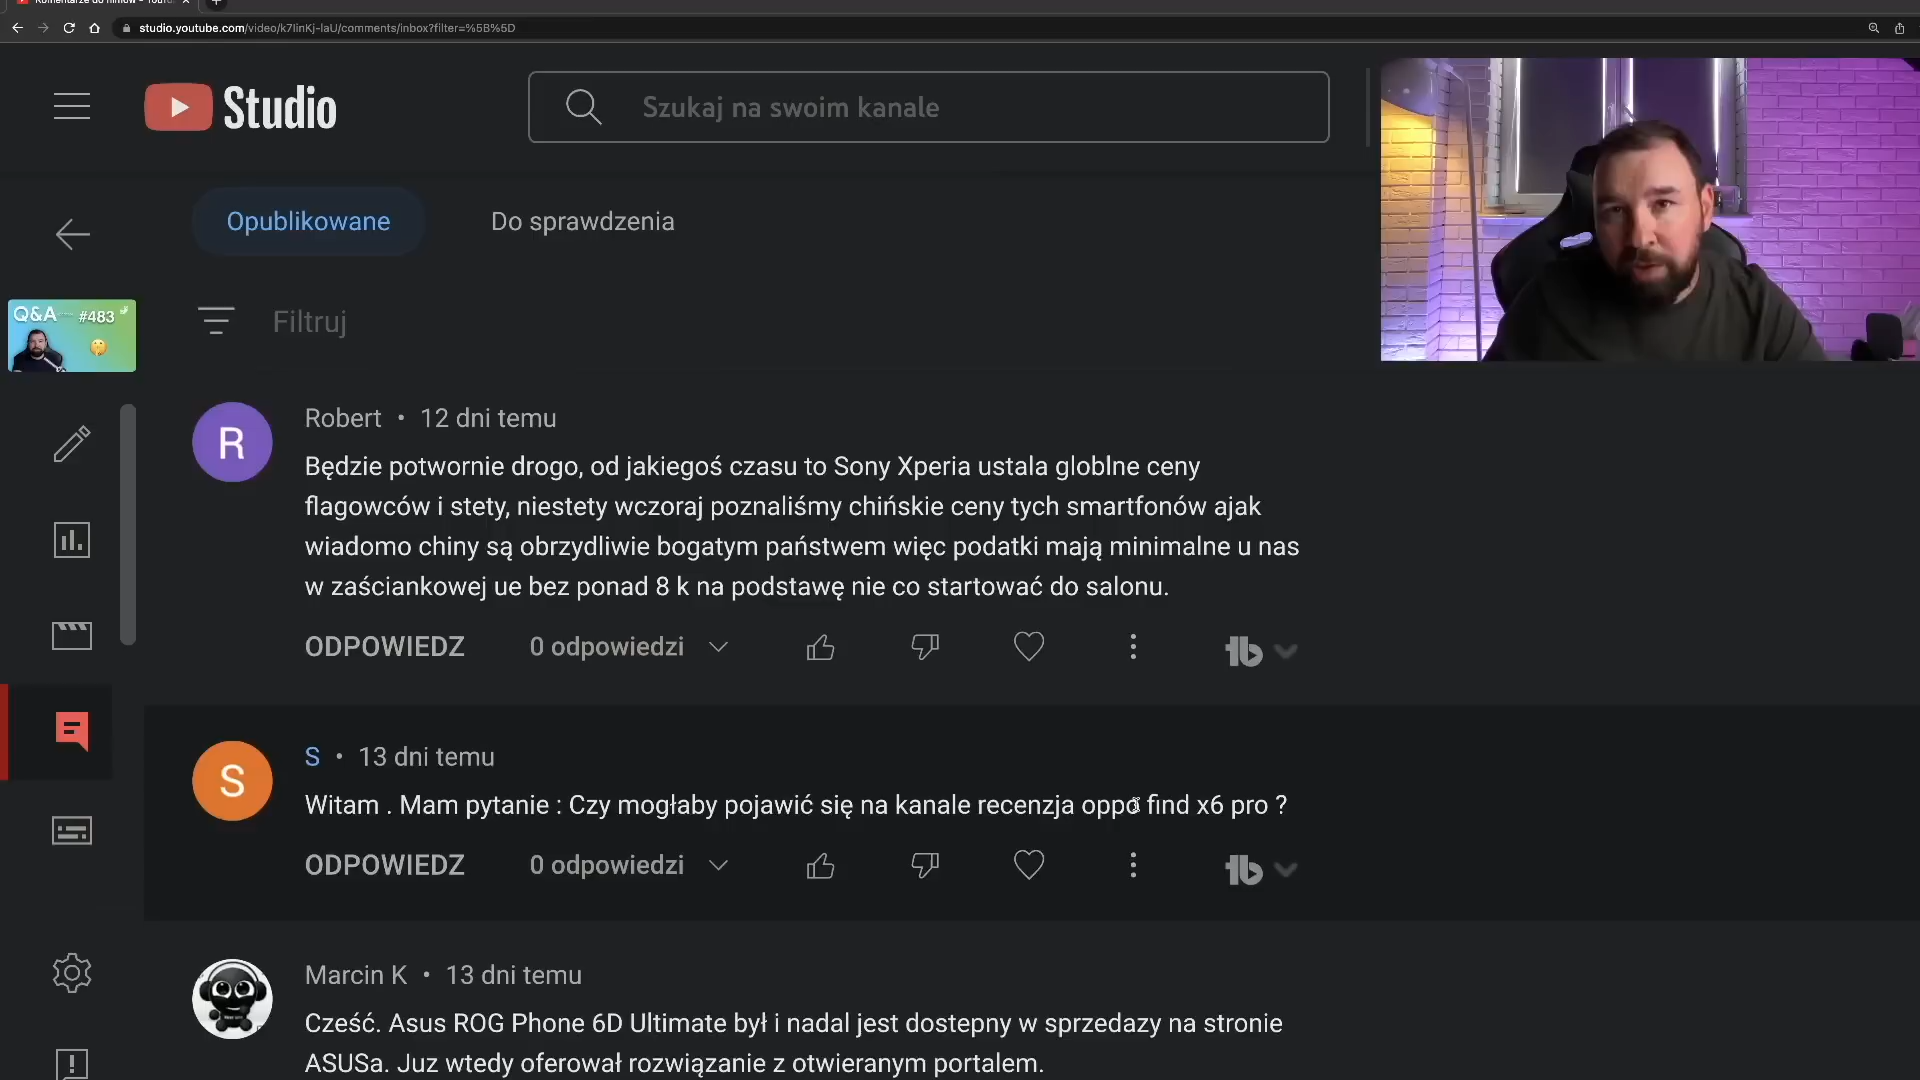 studio.youtube.com/video/k7IinKj-laU/comments/inbox?filter=%5B%5D
Studio
Szukaj na swoim kanale
Opublikowane
Do sprawdzenia
Q&A #483
Filtruj
R
Robert • 12 dni temu
Będzie potwornie drogo, od jakiegoś czasu to Sony Xperia ustala globlne ceny
flagowców i stety, niestety wczoraj poznaliśmy chińskie ceny tych smartfonów ajak
wiadomo chiny są obrzydliwie bogatym państwem więc podatki mają minimalne u nas
w zaściankowej ue bez ponad 8 k na podstawę nie co startować do salonu.
ODPOWIEDZ 0 odpowiedzi
S
S • 13 dni temu
Witam . Mam pytanie : Czy mogłaby pojawić się na kanale recenzja oppo find x6 pro ?
ODPOWIEDZ 0 odpowiedzi
Marcin K • 13 dni temu
Cześć. Asus ROG Phone 6D Ultimate był i nadal jest dostepny w sprzedazy na stronie
ASUSa. Juz wtedy oferował rozwiązanie z otwieranym portalem.